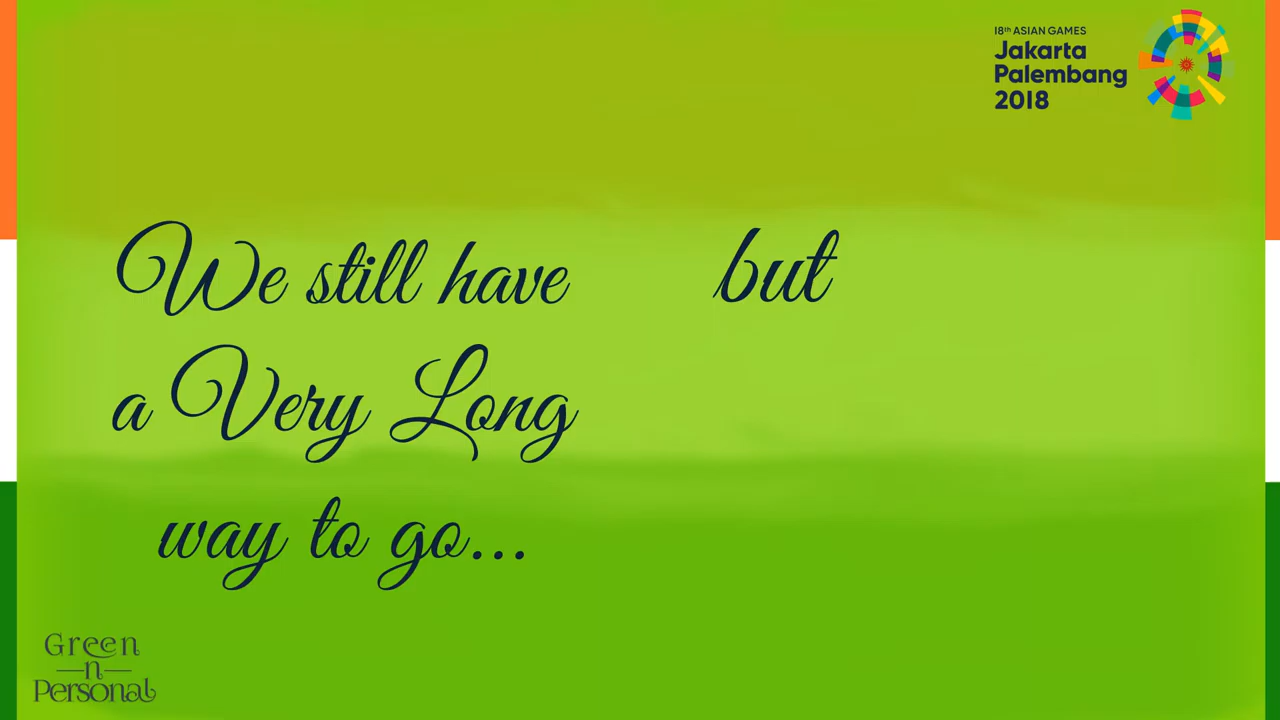 18th ASIAN GAMES
Jakarta
Palembang
2018
We still have
a Very Long
way to go...
but
Green
n
Personal